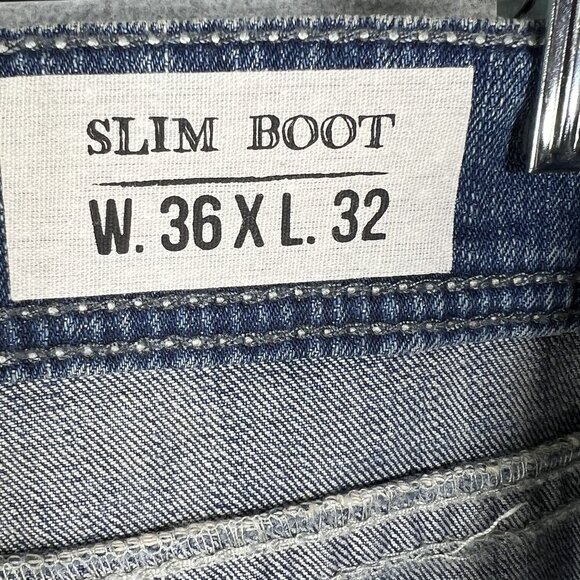 SLIM BOOT
W. 36 X L. 32